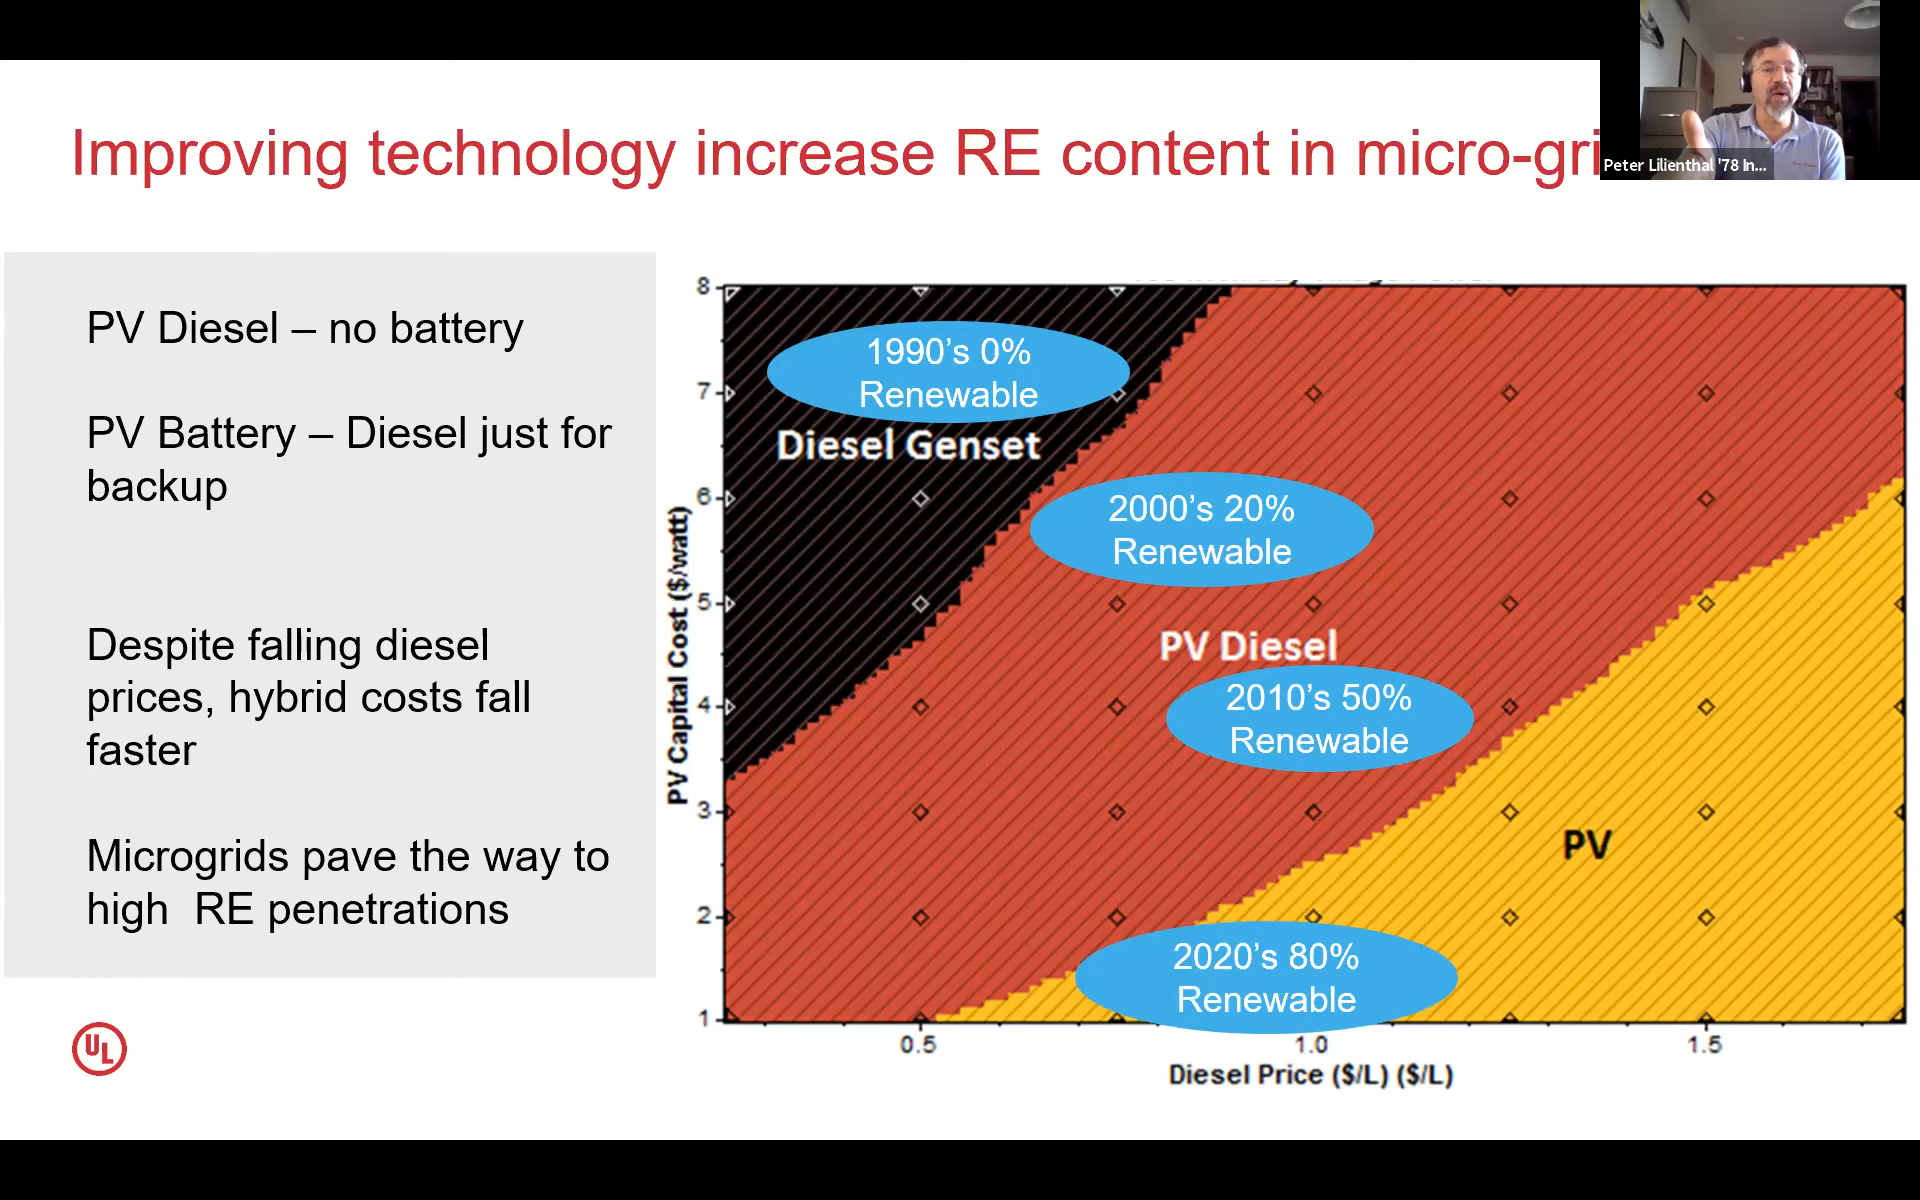 Improving technology increase RE content in micro-gri
Peter Lilienthal '78 In...
PV Diesel – no battery
PV Battery – Diesel just for
backup
Despite falling diesel
prices, hybrid costs fall
faster
Microgrids pave the way to
high RE penetrations
UL
PV Capital Cost ($/watt)
8
7
6
5
4
3
2
1
1990's 0%
Renewable
Diesel Genset
2000's 20%
Renewable
PV Diesel
2010's 50%
Renewable
PV
2020's 80%
Renewable
0.5
1.0
1.5
Diesel Price ($/L) ($/L)